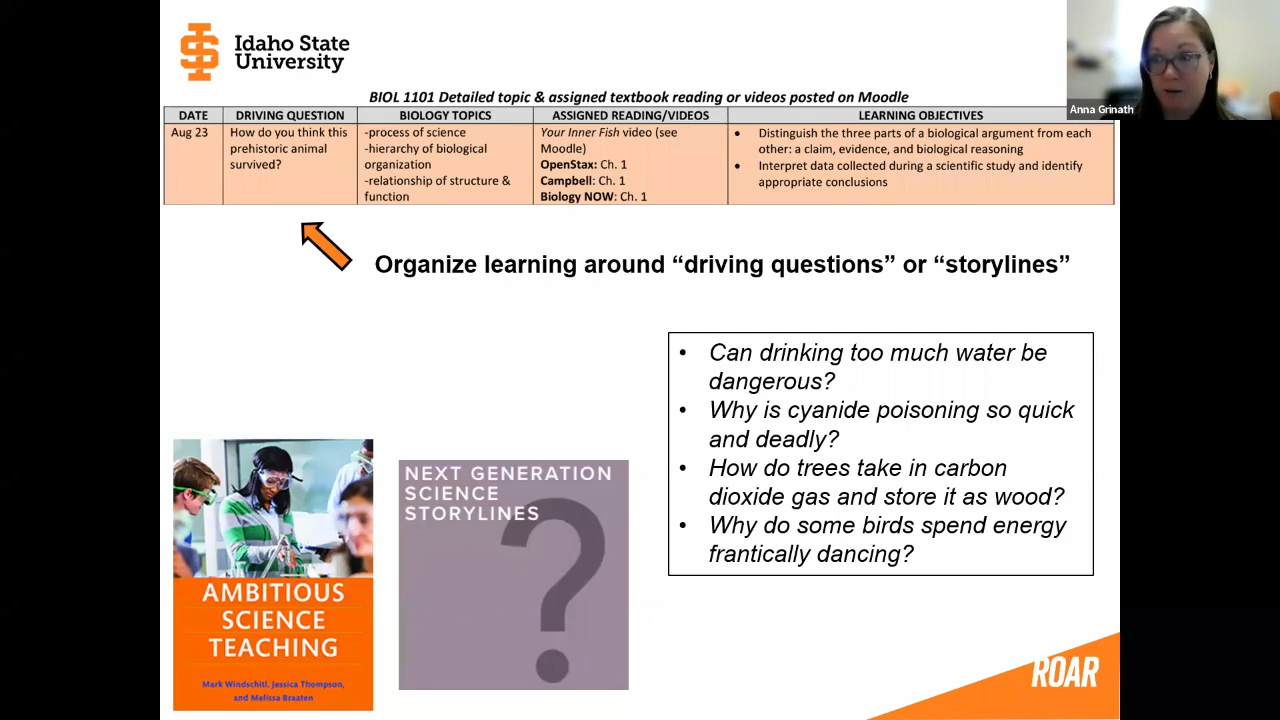 Idaho State
University
Anna Grinath
BIOL 1101 Detailed topic & assigned textbook reading or videos posted on Moodle
DATE DRIVING QUESTION BIOLOGY TOPICS ASSIGNED READING/VIDEOS LEARNING OBJECTIVES
Aug 23
How do you think this
prehistoric animal
survived?
-process of science
-hierarchy of biological
organization
-relationship of structure &
function
Your Inner Fish video (see
Moodle)
OpenStax: Ch. 1
Campbell: Ch. 1
Biology NOW: Ch. 1
• Distinguish the three parts of a biological argument from each
other: a claim, evidence, and biological reasoning
• Interpret data collected during a scientific study and identify
appropriate conclusions
Organize learning around “driving questions” or “storylines”
• Can drinking too much water be
dangerous?
• Why is cyanide poisoning so quick
and deadly?
• How do trees take in carbon
dioxide gas and store it as wood?
• Why do some birds spend energy
frantically dancing?
AMBITIOUS
SCIENCE
TEACHING
Mark Windschitl, Jessica Thompson,
and Melissa Braaten
NEXT GENERATION
SCIENCE
STORYLINES
?
ROAR